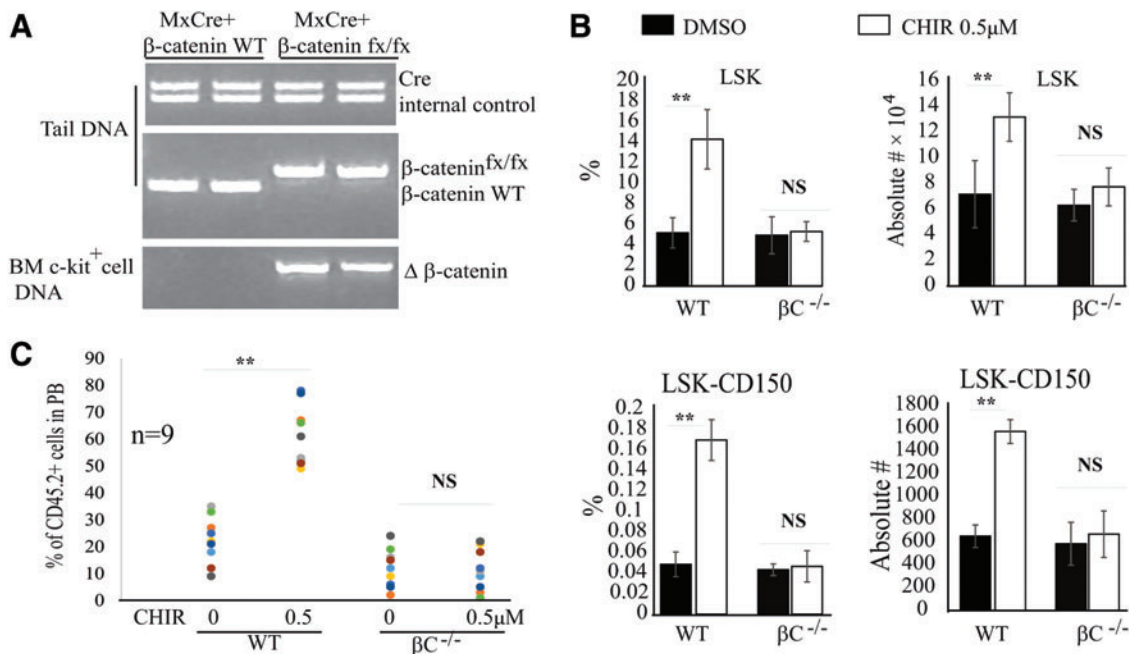 A
MxCre+
β-catenin WT
MxCre+
β-catenin fx/fx
Tail DNA
Cre
internal control
β-catenin fx/fx
β-catenin WT
BM c-kit+cell
DNA
Δ β-catenin
B
DMSO
CHIR 0.5μM
LSK
%
20
18
16
14
12
10
8
6
4
2
0
**
NS
WT
βC -/-
LSK
Absolute # × 10^4
16
14
12
10
8
6
4
2
0
**
NS
WT
βC -/-
LSK-CD150
%
0.2
0.16
0.12
0.1
0.08
0.06
0.04
0.02
0
**
NS
WT
βC -/-
LSK-CD150
Absolute #
1800
1600
1400
1200
1000
800
600
400
200
0
**
NS
WT
βC -/-
C
% of CD45.2+ cells in PB
90
80
70
60
50
40
30
20
10
0
n=9
**
NS
CHIR
0
0.5
0
0.5μM
WT
βC -/-